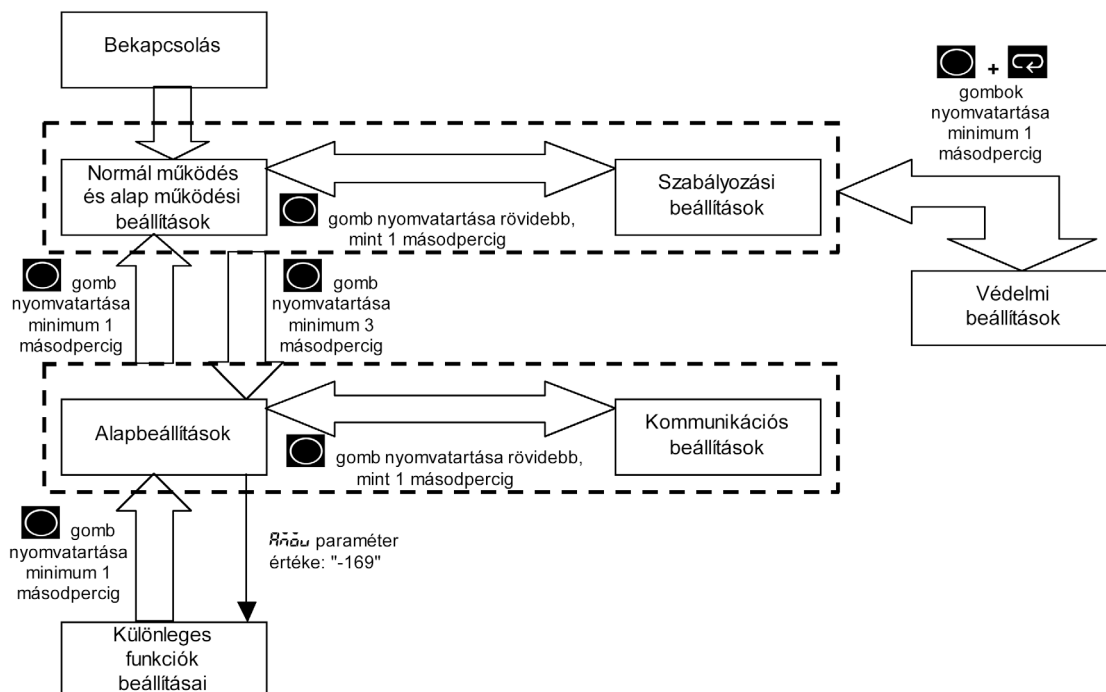 Bekapcsolás
+
gombok
nyomvatartása
minimum 1
másodpercig
Normál működés
és alap működési
beállítások
gomb nyomvatartása rövidebb,
mint 1 másodpercig
Szabályozási
beállítások
gomb
nyomvatartása
minimum 1
másodpercig
gomb
nyomvatartása
minimum 3
másodpercig
Védelmi
beállítások
Alapbeállítások
gomb nyomvatartása rövidebb,
mint 1 másodpercig
Kommunikációs
beállítások
gomb
nyomvatartása
minimum 1
másodpercig
paraméter
értéke: "-169"
Különleges
funkciók
beállításai